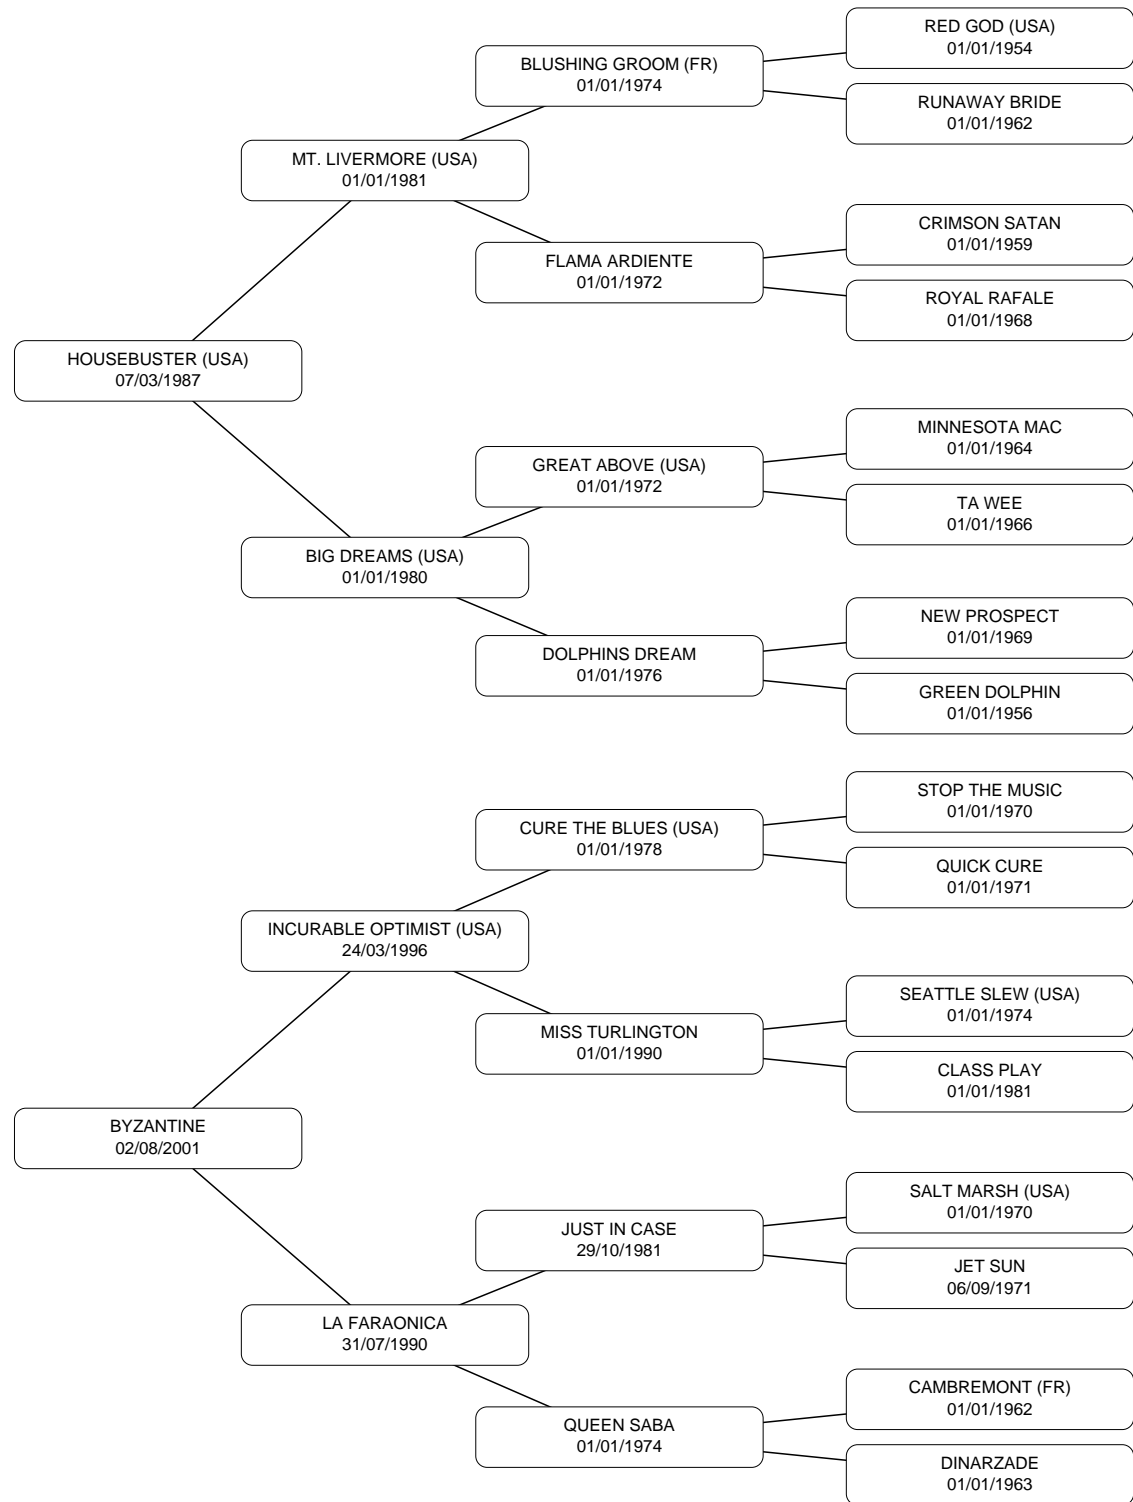 RED GOD (USA)
01/01/1954
BLUSHING GROOM (FR)
01/01/1974
RUNAWAY BRIDE
01/01/1962
MT. LIVERMORE (USA)
01/01/1981
CRIMSON SATAN
01/01/1959
FLAMA ARDIENTE
01/01/1972
ROYAL RAFALE
01/01/1968
HOUSEBUSTER (USA)
07/03/1987
MINNESOTA MAC
01/01/1964
GREAT ABOVE (USA)
01/01/1972
TA WEE
01/01/1966
BIG DREAMS (USA)
01/01/1980
NEW PROSPECT
01/01/1969
DOLPHINS DREAM
01/01/1976
GREEN DOLPHIN
01/01/1956
STOP THE MUSIC
01/01/1970
CURE THE BLUES (USA)
01/01/1978
QUICK CURE
01/01/1971
INCURABLE OPTIMIST (USA)
24/03/1996
SEATTLE SLEW (USA)
01/01/1974
MISS TURLINGTON
01/01/1990
CLASS PLAY
01/01/1981
BYZANTINE
02/08/2001
SALT MARSH (USA)
01/01/1970
JUST IN CASE
29/10/1981
JET SUN
06/09/1971
LA FARAONICA
31/07/1990
CAMBREMONT (FR)
01/01/1962
QUEEN SABA
01/01/1974
DINARZADE
01/01/1963